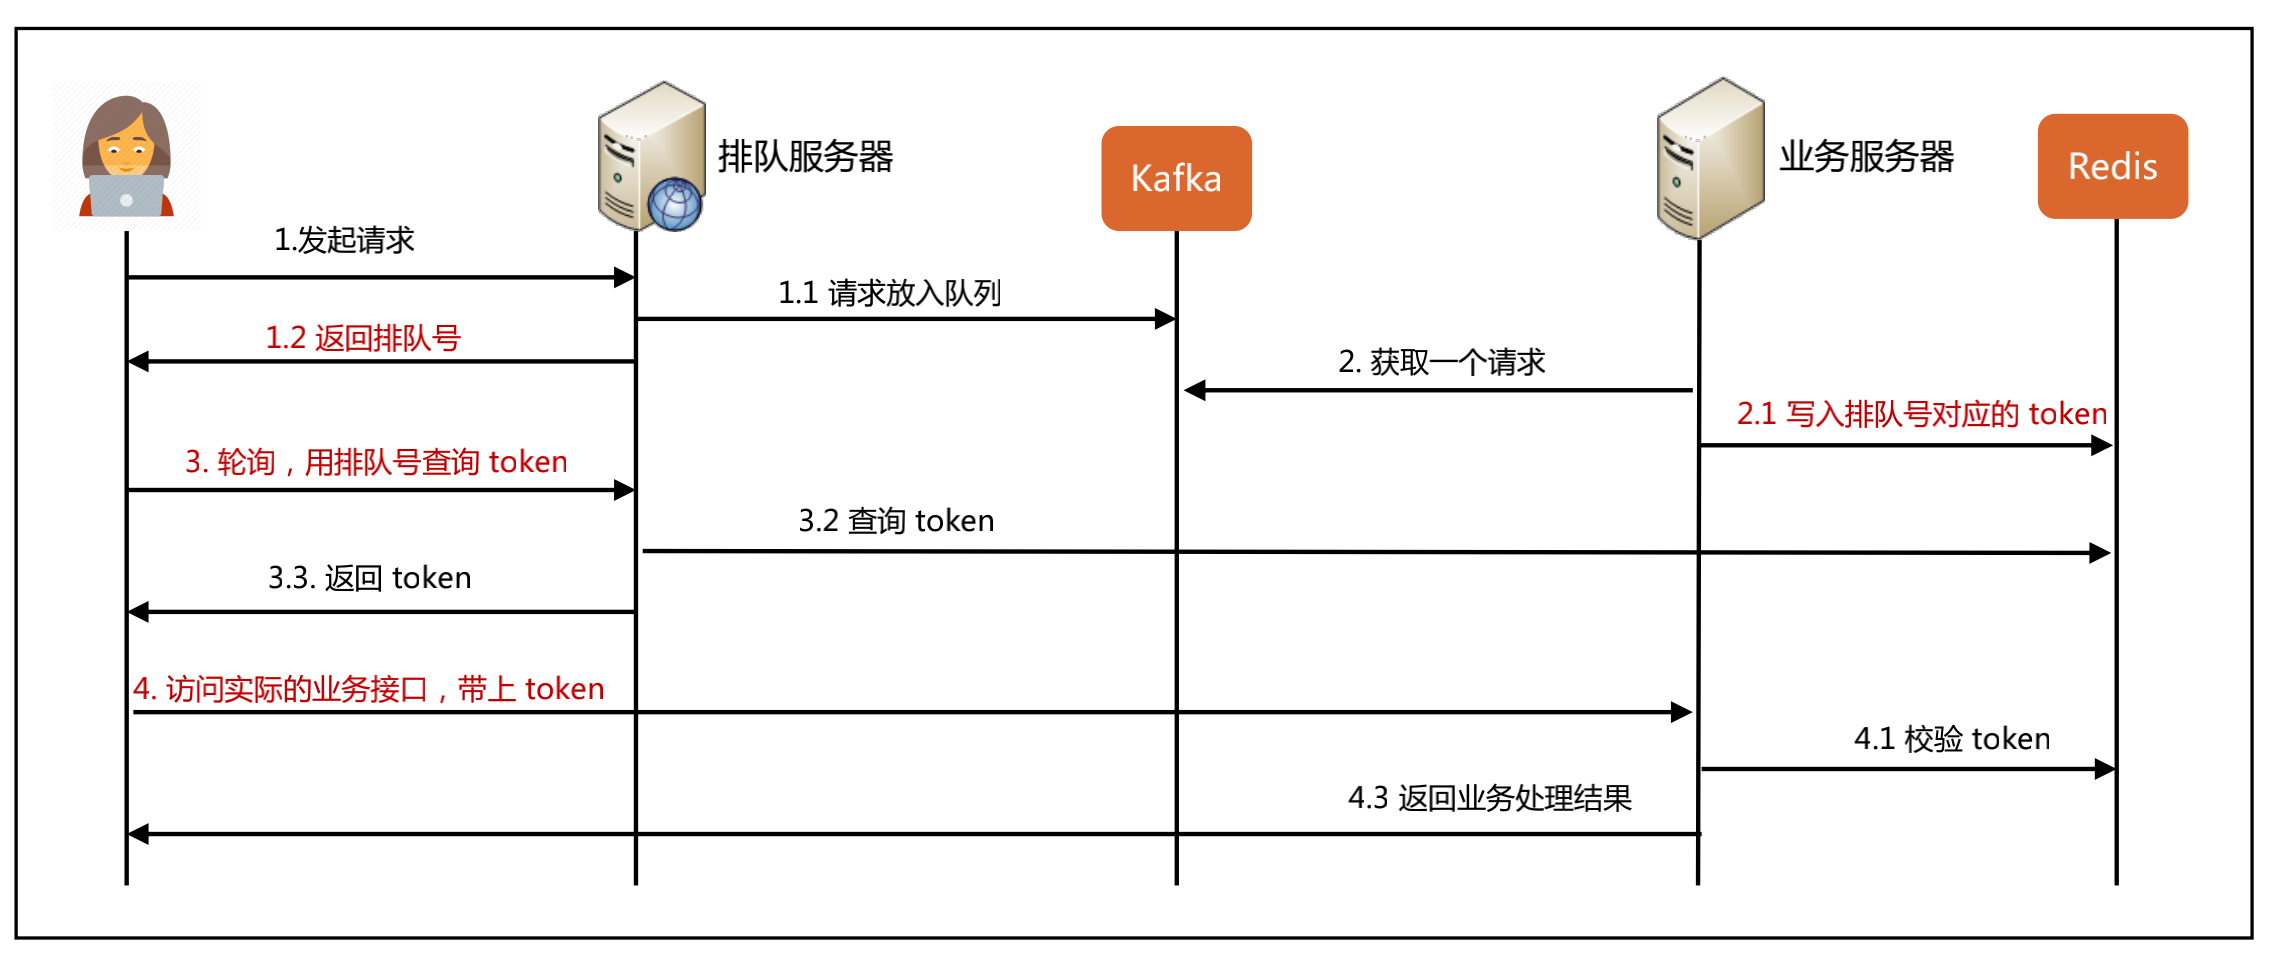 排队服务器
Kafka
业务服务器
Redis
1.发起请求
1.1 请求放入队列
1.2 返回排队号
2. 获取一个请求
2.1 写入排队号对应的 token
3. 轮询，用排队号查询 token
3.2 查询 token
3.3. 返回 token
4. 访问实际的业务接口，带上 token
4.1 校验 token
4.3 返回业务处理结果